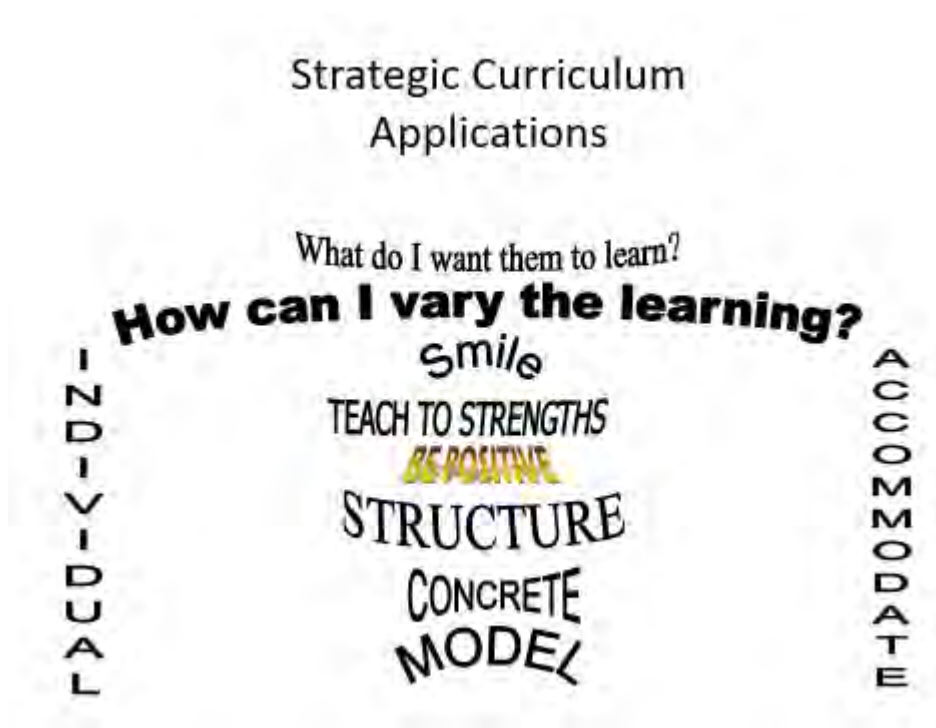 Strategic Curriculum
Applications
What do I want them to learn?
How can I vary the learning?
Smile
TEACH TO STRENGTHS
BE POSITIVE
STRUCTURE
CONCRETE
MODEL
INDIVIDUAL
ACCOMMODATE